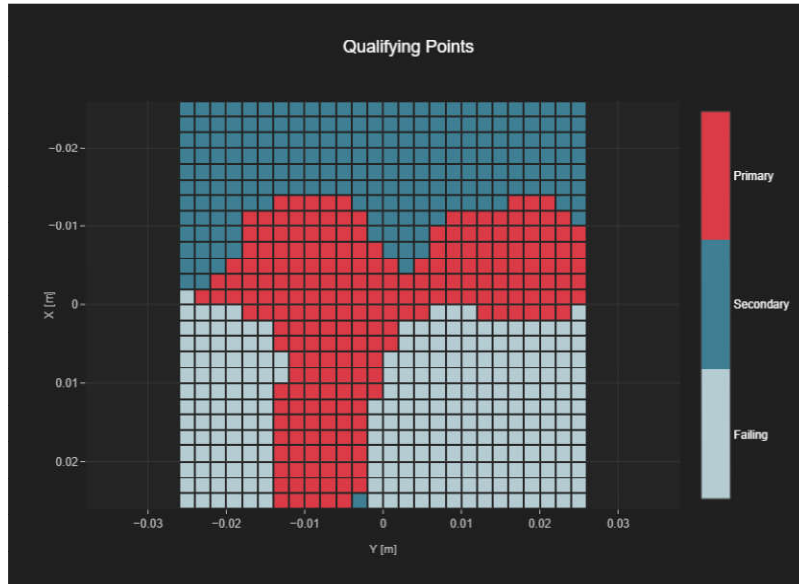 Qualifying Points
−0.02
−0.01
0
0.01
0.02
X [m]
−0.03
−0.02
−0.01
0
0.01
0.02
0.03
Y [m]
Primary
Secondary
Failing